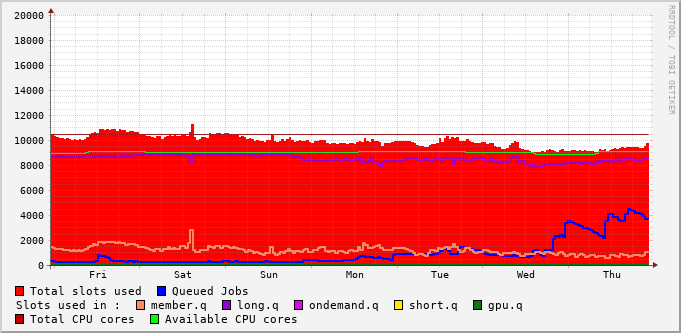 RRDTOOL / TOBI OETIKER
20000
18000
16000
14000
12000
10000
8000
6000
4000
2000
0
Fri Sat Sun Mon Tue Wed Thu
Total slots used Queued Jobs
Slots used in : member.q long.q ondemand.q short.q gpu.q
Total CPU cores Available CPU cores